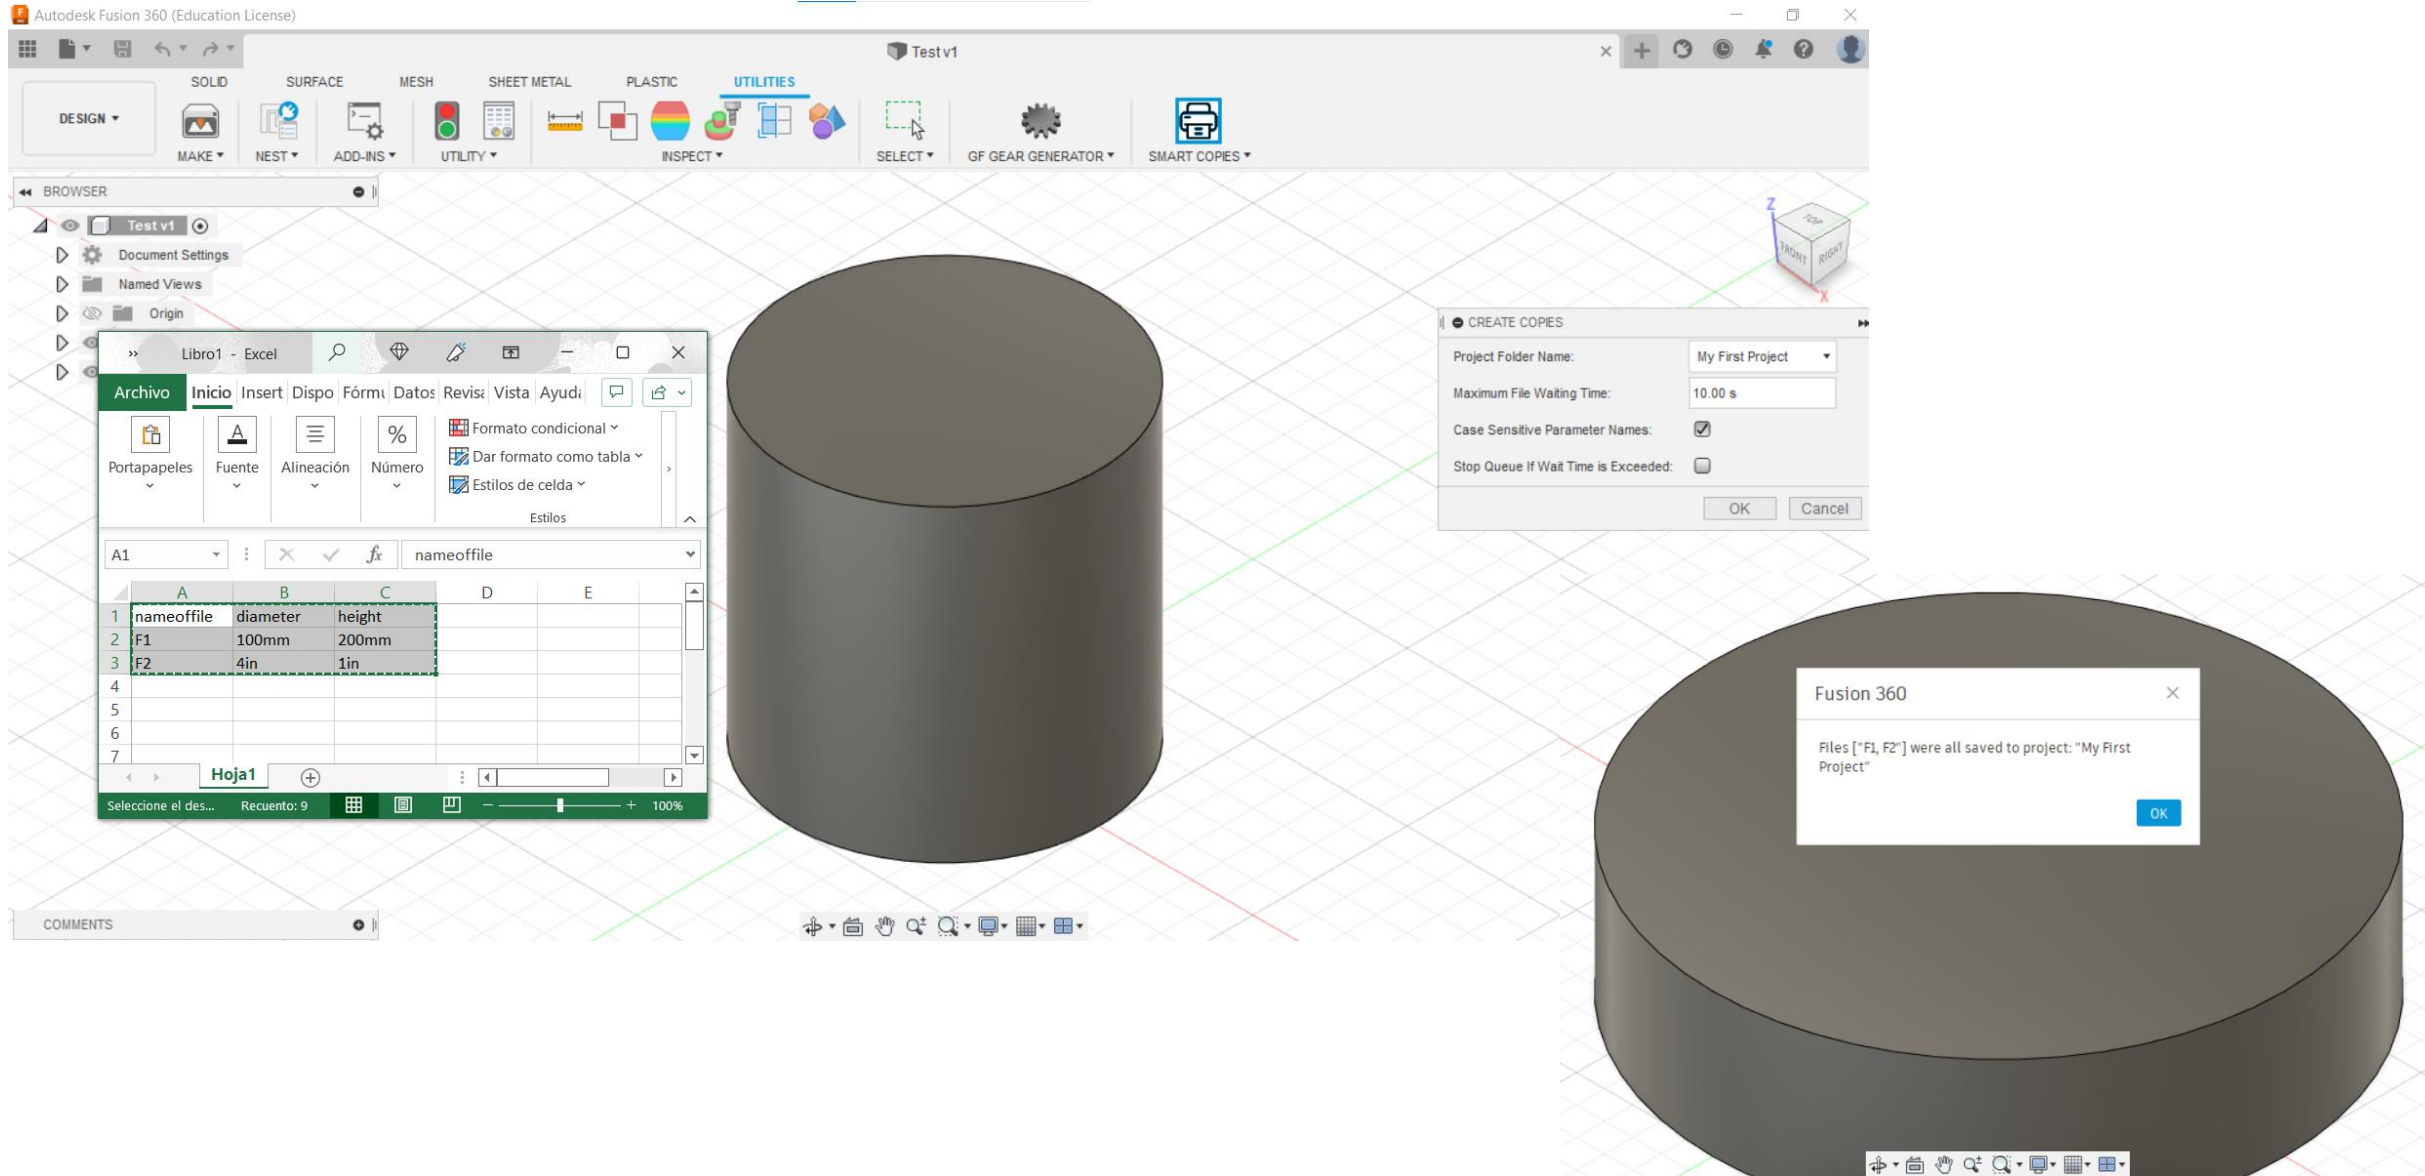 Autodesk Fusion 360 (Education License)
Test v1
SOLID SURFACE MESH SHEET METAL PLASTIC UTILITIES
DESIGN
MAKE NEST ADD-INS UTILITY INSPECT SELECT GF GEAR GENERATOR SMART COPIES
BROWSER
Test v1
Document Settings
Named Views
Origin
Z
TOP
FRONT
RIGHT
X
Libro1 - Excel
Archivo Inicio Insert Dispo Fórmu Datos Revisa Vista Ayuda
Portapapeles
Fuente
Alineación
Número
Formato condicional
Dar formato como tabla
Estilos de celda
Estilos
A1 fx nameoffile
A B C D E
1 nameoffile diameter height
2 F1 100mm 200mm
3 F2 4in 1in
4
5
6
7
Hoja1
Seleccione el des... Recuento: 9 100%
COMMENTS
CREATE COPIES
Project Folder Name: My First Project
Maximum File Waiting Time: 10.00 s
Case Sensitive Parameter Names:
Stop Queue If Wait Time is Exceeded:
OK Cancel
Fusion 360
Files ["F1, F2"] were all saved to project: "My First
Project"
OK